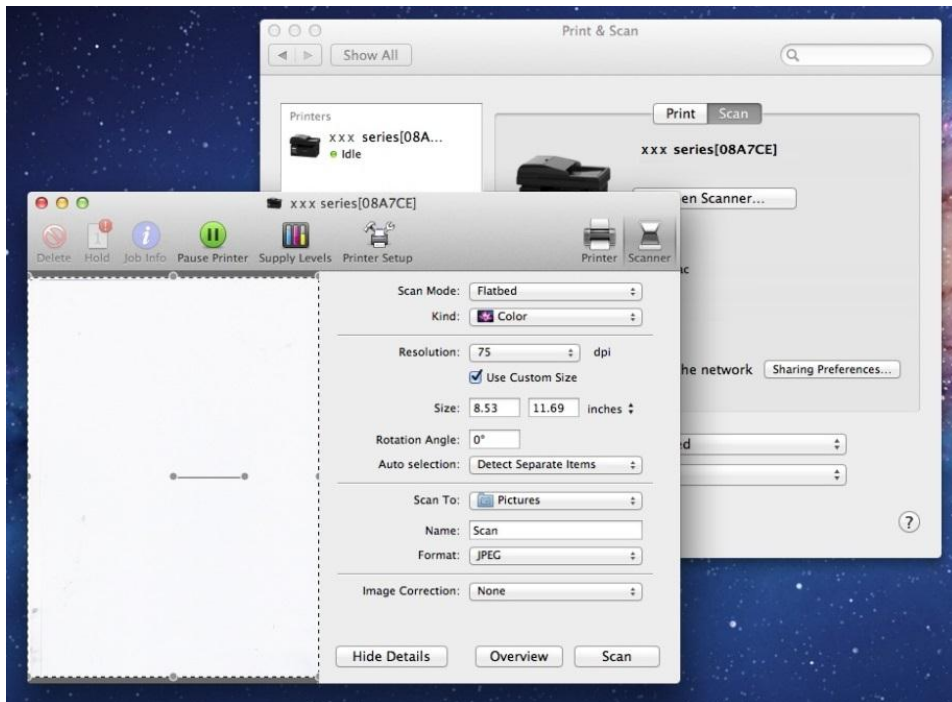 Print & Scan
Show All
Printers
xxx series[08A...
Idle
Print Scan
xxx series[08A7CE]
en Scanner...
ac
he network Sharing Preferences...
d
?
xxx series[08A7CE]
Delete Hold Job Info Pause Printer Supply Levels Printer Setup Printer Scanner
Scan Mode: Flatbed
Kind: Color
Resolution: 75 dpi
Use Custom Size
Size: 8.53 11.69 inches
Rotation Angle: 0°
Auto selection: Detect Separate Items
Scan To: Pictures
Name: Scan
Format: JPEG
Image Correction: None
Hide Details Overview Scan